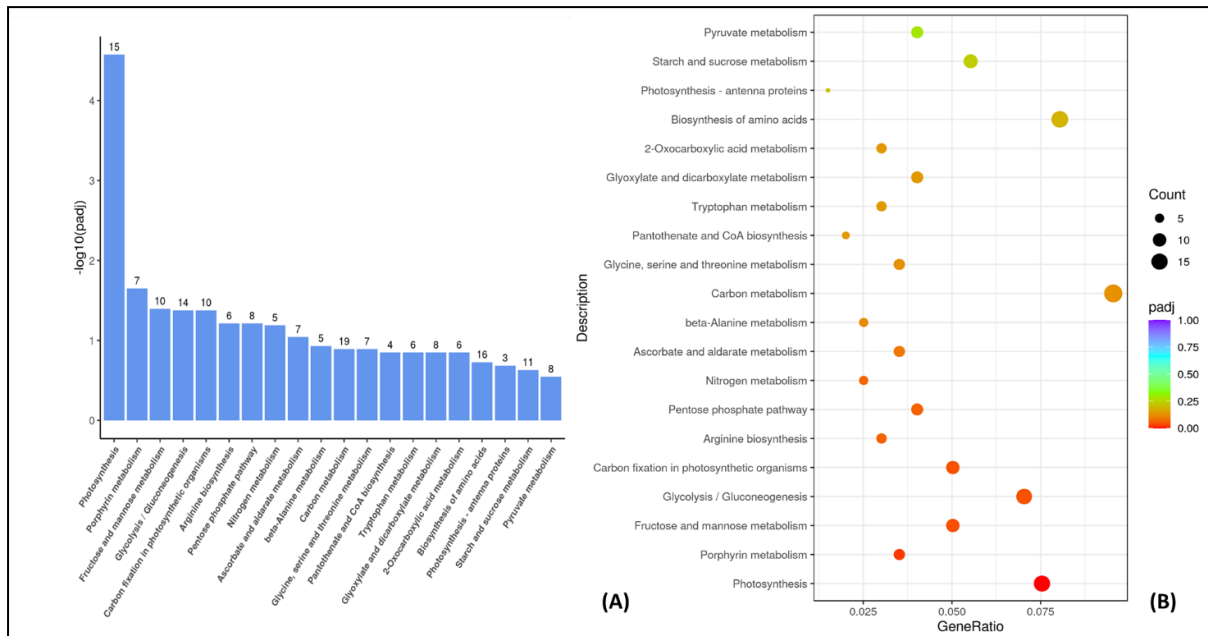 -log10(padj)
4
3
2
1
0
15
7
10
14
10
6
8
5
7
5
19
7
4
6
8
6
16
3
11
8
Photosynthesis
Porphyrin metabolism
Fructose and mannose metabolism
Glycolysis / Gluconeogenesis
Carbon fixation in photosynthetic organisms
Arginine biosynthesis
Pentose phosphate pathway
Nitrogen metabolism
Ascorbate and aldarate metabolism
beta-Alanine metabolism
Carbon metabolism
Glycine, serine and threonine metabolism
Pantothenate and CoA biosynthesis
Tryptophan metabolism
Glyoxylate and dicarboxylate metabolism
2-Oxocarboxylic acid metabolism
Biosynthesis of amino acids
Photosynthesis - antenna proteins
Starch and sucrose metabolism
Pyruvate metabolism
(A)
Description
Pyruvate metabolism
Starch and sucrose metabolism
Photosynthesis - antenna proteins
Biosynthesis of amino acids
2-Oxocarboxylic acid metabolism
Glyoxylate and dicarboxylate metabolism
Tryptophan metabolism
Pantothenate and CoA biosynthesis
Glycine, serine and threonine metabolism
Carbon metabolism
beta-Alanine metabolism
Ascorbate and aldarate metabolism
Nitrogen metabolism
Pentose phosphate pathway
Arginine biosynthesis
Carbon fixation in photosynthetic organisms
Glycolysis / Gluconeogenesis
Fructose and mannose metabolism
Porphyrin metabolism
Photosynthesis
0.025 0.050 0.075
GeneRatio
Count
5
10
15
padj
1.00
0.75
0.50
0.25
0.00
(B)